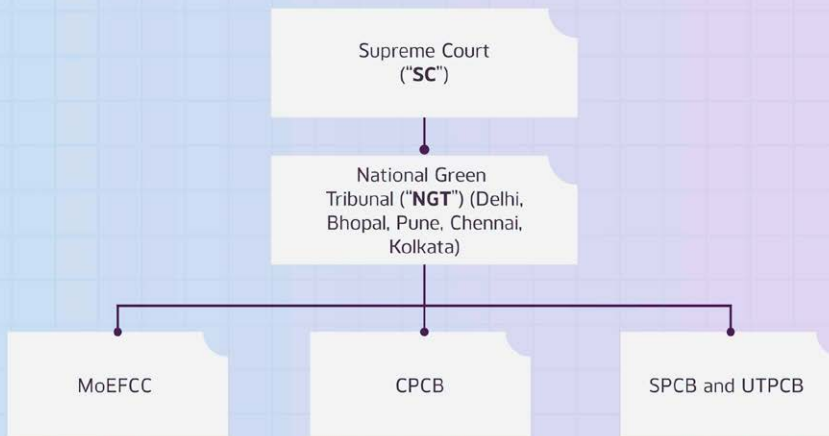 Supreme Court
("SC")
National Green
Tribunal ("NGT") (Delhi,
Bhopal, Pune, Chennai,
Kolkata)
MoEFCC
CPCB
SPCB and UTPCB